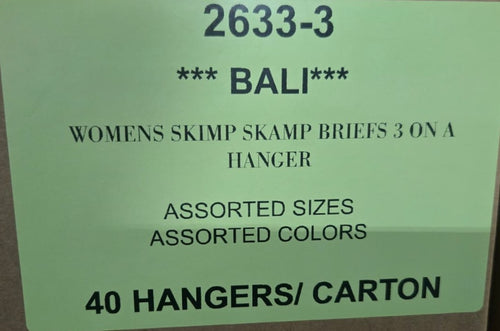 2633-3
*** BALI***
WOMENS SKIMP SKAMP BRIEFS 3 ON A
HANGER
ASSORTED SIZES
ASSORTED COLORS
40 HANGERS/ CARTON